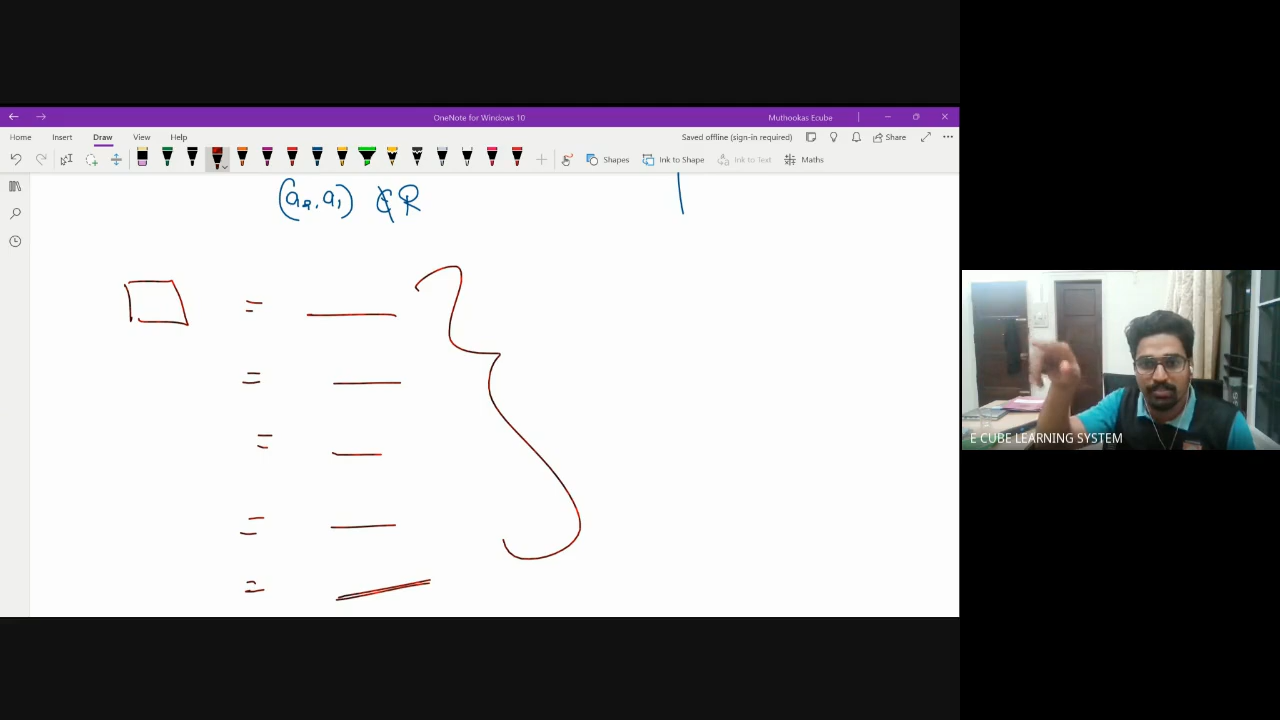 OneNote for Windows 10
Muthookas Ecube
Home Insert Draw View Help
Saved offline (sign-in required) Share
Shapes Ink to Shape Ink to Text Maths
(a₂, a₁) ∉ R
=
=
=
=
=
E CUBE LEARNING SYSTEM